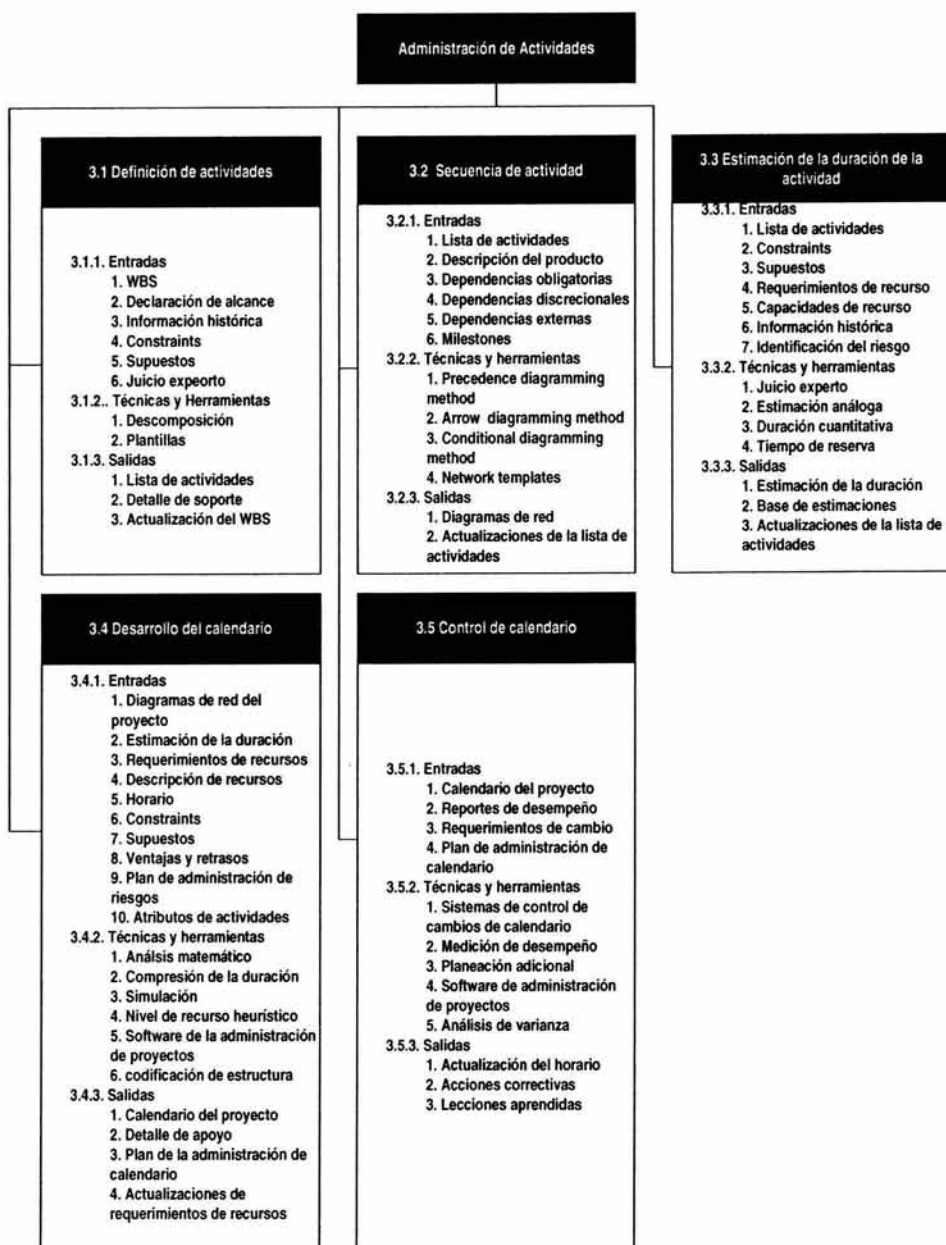 Administración de Actividades
3.1 Definición de actividades
3.1.1. Entradas
1. WBS
2. Declaración de alcance
3. Información histórica
4. Constraints
5. Supuestos
6. Juicio expeorto
3.1.2.. Técnicas y Herramientas
1. Descomposición
2. Plantillas
3.1.3. Salidas
1. Lista de actividades
2. Detalle de soporte
3. Actualización del WBS
3.2 Secuencia de actividad
3.2.1. Entradas
1. Lista de actividades
2. Descripción del producto
3. Dependencias obligatorias
4. Dependencias discrecionales
5. Dependencias externas
6. Milestones
3.2.2. Técnicas y herramientas
1. Precedence diagramming
method
2. Arrow diagramming method
3. Conditional diagramming
method
4. Network templates
3.2.3. Salidas
1. Diagramas de red
2. Actualizaciones de la lista de
actividades
3.3 Estimación de la duración de la
actividad
3.3.1. Entradas
1. Lista de actividades
2. Constraints
3. Supuestos
4. Requerimientos de recurso
5. Capacidades de recurso
6. Información histórica
7. Identificación del riesgo
3.3.2. Técnicas y herramientas
1. Juicio experto
2. Estimación análoga
3. Duración cuantitativa
4. Tiempo de reserva
3.3.3. Salidas
1. Estimación de la duración
2. Base de estimaciones
3. Actualizaciones de la lista de
actividades
3.4 Desarrollo del calendario
3.4.1. Entradas
1. Diagramas de red del
proyecto
2. Estimación de la duración
3. Requerimientos de recursos
4. Descripción de recursos
5. Horario
6. Constraints
7. Supuestos
8. Ventajas y retrasos
9. Plan de administración de
riesgos
10. Atributos de actividades
3.4.2. Técnicas y herramientas
1. Análsis matemático
2. Compresión de la duración
3. Simulación
4. Nivel de recurso heurístico
5. Software de la administración
de proyectos
6. codificación de estructura
3.4.3. Salidas
1. Calendario del proyecto
2. Detalle de apoyo
3. Plan de la administración de
calendario
4. Actualizaciones de
requerimientos de recursos
3.5 Control de calendario
3.5.1. Entradas
1. Calendario del proyecto
2. Reportes de desempeño
3. Requerimientos de cambio
4. Plan de administración de
calendario
3.5.2. Técnicas y herramientas
1. Sistemas de control de
cambios de calendario
2. Medición de desempeño
3. Planeación adicional
4. Software de administración
de proyectos
5. Análisis de varianza
3.5.3. Salidas
1. Actualización del horario
2. Acciones correctivas
3. Lecciones aprendidas